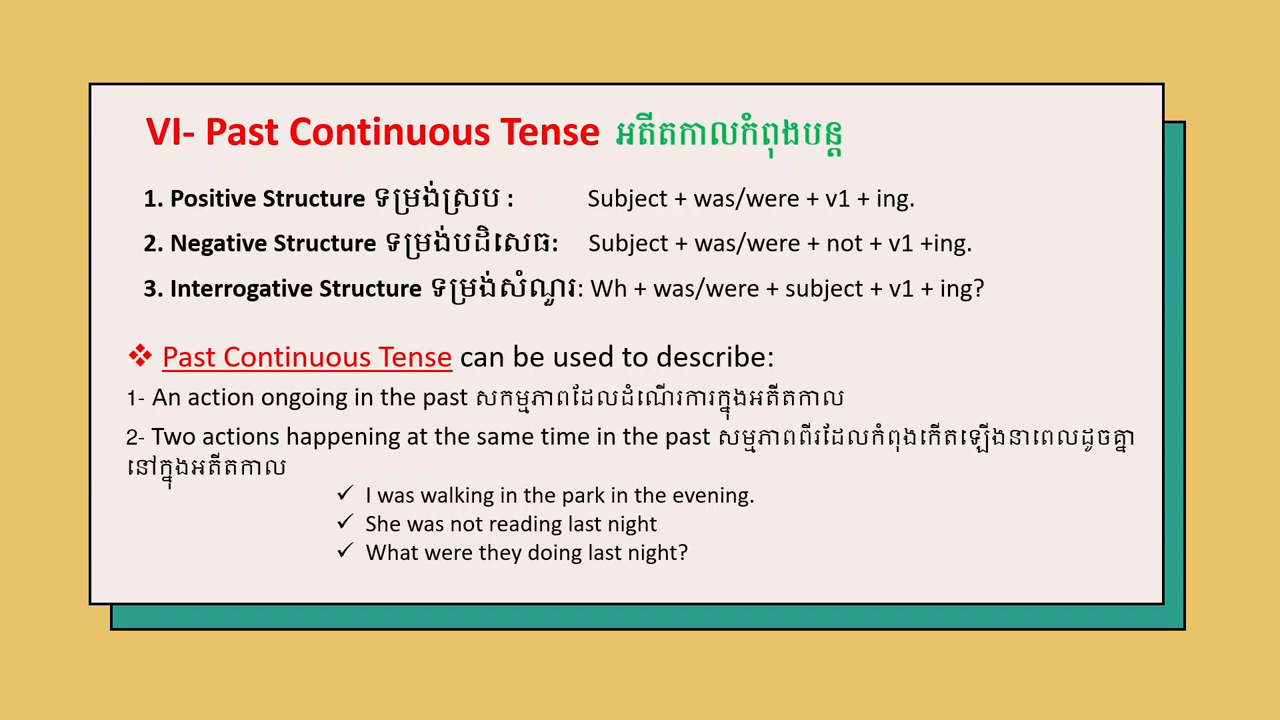 VI- Past Continuous Tense អតីតកាលកំពុងបន្ត
1. Positive Structure ទម្រង់ស្រប : Subject + was/were + v1 + ing.
2. Negative Structure ទម្រង់បដិសេធ: Subject + was/were + not + v1 +ing.
3. Interrogative Structure ទម្រង់សំណួរ: Wh + was/were + subject + v1 + ing?
❖ Past Continuous Tense can be used to describe:
1- An action ongoing in the past សកម្មភាពដែលដំណើរការក្នុងអតីតកាល
2- Two actions happening at the same time in the past សម្មភាពពីរដែលកំពុងកើតឡើងនាពេលដូចគ្នា
នៅក្នុងអតីតកាល
✓ I was walking in the park in the evening.
✓ She was not reading last night
✓ What were they doing last night?